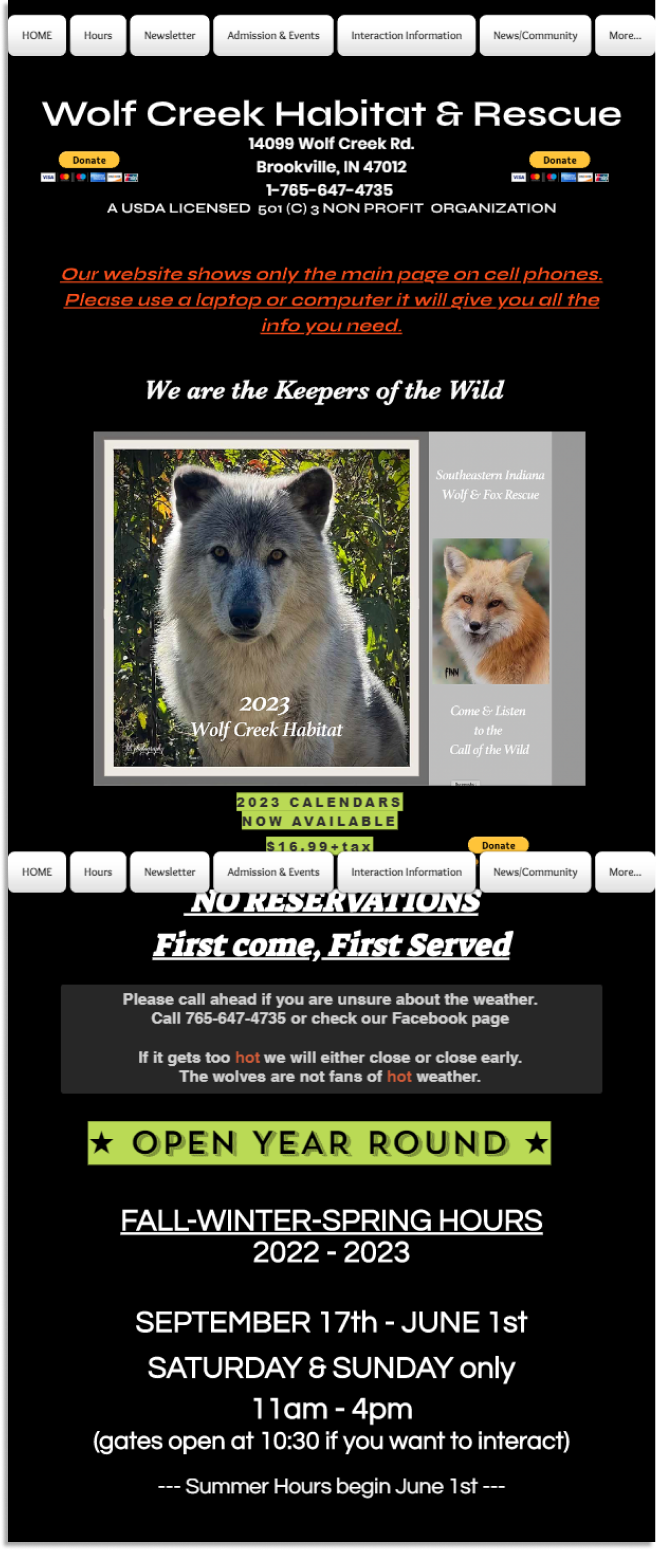 HOME Hours Newsletter Admission & Events Interaction Information News/Community More...
Wolf Creek Habitat & Rescue
14099 Wolf Creek Rd.
Donate Brookville, IN 47012 Donate
1-765-647-4735
A USDA LICENSED 501 (C) 3 NON PROFIT ORGANIZATION
Our website shows only the main page on cell phones.
Please use a laptop or computer it will give you all the
info you need.
We are the Keepers of the Wild
Southeastern Indiana
Wolf & Fox Rescue
FINN
2023
Wolf Creek Habitat
Come & Listen
to the
Call of the Wild
2023 CALENDARS
NOW AVAILABLE
$16.99+tax
Donate
HOME Hours Newsletter Admission & Events Interaction Information News/Community More...
NO RESERVATIONS
First come, First Served
Please call ahead if you are unsure about the weather.
Call 765-647-4735 or check our Facebook page
If it gets too hot we will either close or close early.
The wolves are not fans of hot weather.
★ OPEN YEAR ROUND ★
FALL-WINTER-SPRING HOURS
2022 - 2023
SEPTEMBER 17th - JUNE 1st
SATURDAY & SUNDAY only
11am - 4pm
(gates open at 10:30 if you want to interact)
--- Summer Hours begin June 1st ---